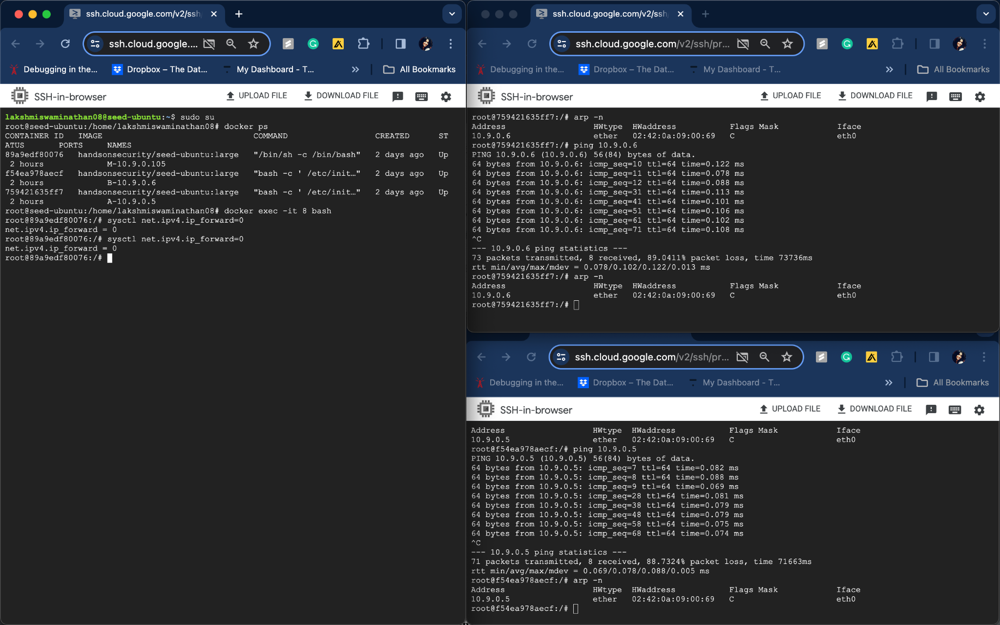 ssh.cloud.google.com/v2/ssh/
ssh.cloud.google....
Debugging in the...
Dropbox – The Dat...
My Dashboard - T...
All Bookmarks
SSH-in-browser
UPLOAD FILE
DOWNLOAD FILE
lakshmiswaminathan08@seed-ubuntu:~$ sudo su
root@seed-ubuntu:/home/lakshmiswaminathan08# docker ps
CONTAINER ID   IMAGE                               COMMAND                  CREATED      ST
ATUS       PORTS     NAMES
89a9edf80076   handsonsecurity/seed-ubuntu:large   "/bin/sh -c /bin/bash"   2 days ago   Up
 2 hours             M-10.9.0.105
f54ea978aecf   handsonsecurity/seed-ubuntu:large   "bash -c ' /etc/init…"   2 days ago   Up
 2 hours             B-10.9.0.6
759421635ff7   handsonsecurity/seed-ubuntu:large   "bash -c ' /etc/init…"   2 days ago   Up
 2 hours             A-10.9.0.5
root@seed-ubuntu:/home/lakshmiswaminathan08# docker exec -it 8 bash
root@89a9edf80076:/# sysctl net.ipv4.ip_forward=0
net.ipv4.ip_forward = 0
root@89a9edf80076:/# sysctl net.ipv4.ip_forward=0
net.ipv4.ip_forward = 0
root@89a9edf80076:/#
ssh.cloud.google.com/v2/ssh/
ssh.cloud.google.com/v2/ssh/pr...
Debugging in the...
Dropbox – The Dat...
My Dashboard - T...
All Bookmarks
SSH-in-browser
UPLOAD FILE
DOWNLOAD FILE
root@759421635ff7:/# arp -n
Address                  HWtype  HWaddress           Flags Mask            Iface
10.9.0.6                 ether   02:42:0a:09:00:69   C                     eth0
root@759421635ff7:/# ping 10.9.0.6
PING 10.9.0.6 (10.9.0.6) 56(84) bytes of data.
64 bytes from 10.9.0.6: icmp_seq=10 ttl=64 time=0.122 ms
64 bytes from 10.9.0.6: icmp_seq=11 ttl=64 time=0.078 ms
64 bytes from 10.9.0.6: icmp_seq=12 ttl=64 time=0.088 ms
64 bytes from 10.9.0.6: icmp_seq=31 ttl=64 time=0.113 ms
64 bytes from 10.9.0.6: icmp_seq=41 ttl=64 time=0.101 ms
64 bytes from 10.9.0.6: icmp_seq=51 ttl=64 time=0.106 ms
64 bytes from 10.9.0.6: icmp_seq=61 ttl=64 time=0.102 ms
64 bytes from 10.9.0.6: icmp_seq=71 ttl=64 time=0.108 ms
^C
--- 10.9.0.6 ping statistics ---
73 packets transmitted, 8 received, 89.0411% packet loss, time 73736ms
rtt min/avg/max/mdev = 0.078/0.102/0.122/0.013 ms
root@759421635ff7:/# arp -n
Address                  HWtype  HWaddress           Flags Mask            Iface
10.9.0.6                 ether   02:42:0a:09:00:69   C                     eth0
root@759421635ff7:/#
ssh.cloud.google.com/v2/ssh/pr...
Debugging in the...
Dropbox – The Dat...
My Dashboard - T...
All Bookmarks
SSH-in-browser
UPLOAD FILE
DOWNLOAD FILE
Address                  HWtype  HWaddress           Flags Mask            Iface
10.9.0.5                 ether   02:42:0a:09:00:69   C                     eth0
root@f54ea978aecf:/# ping 10.9.0.5
PING 10.9.0.5 (10.9.0.5) 56(84) bytes of data.
64 bytes from 10.9.0.5: icmp_seq=7 ttl=64 time=0.082 ms
64 bytes from 10.9.0.5: icmp_seq=8 ttl=64 time=0.088 ms
64 bytes from 10.9.0.5: icmp_seq=9 ttl=64 time=0.069 ms
64 bytes from 10.9.0.5: icmp_seq=28 ttl=64 time=0.081 ms
64 bytes from 10.9.0.5: icmp_seq=38 ttl=64 time=0.079 ms
64 bytes from 10.9.0.5: icmp_seq=48 ttl=64 time=0.079 ms
64 bytes from 10.9.0.5: icmp_seq=58 ttl=64 time=0.075 ms
64 bytes from 10.9.0.5: icmp_seq=68 ttl=64 time=0.074 ms
^C
--- 10.9.0.5 ping statistics ---
71 packets transmitted, 8 received, 88.7324% packet loss, time 71663ms
rtt min/avg/max/mdev = 0.069/0.078/0.088/0.005 ms
root@f54ea978aecf:/# arp -n
Address                  HWtype  HWaddress           Flags Mask            Iface
10.9.0.5                 ether   02:42:0a:09:00:69   C                     eth0
root@f54ea978aecf:/#